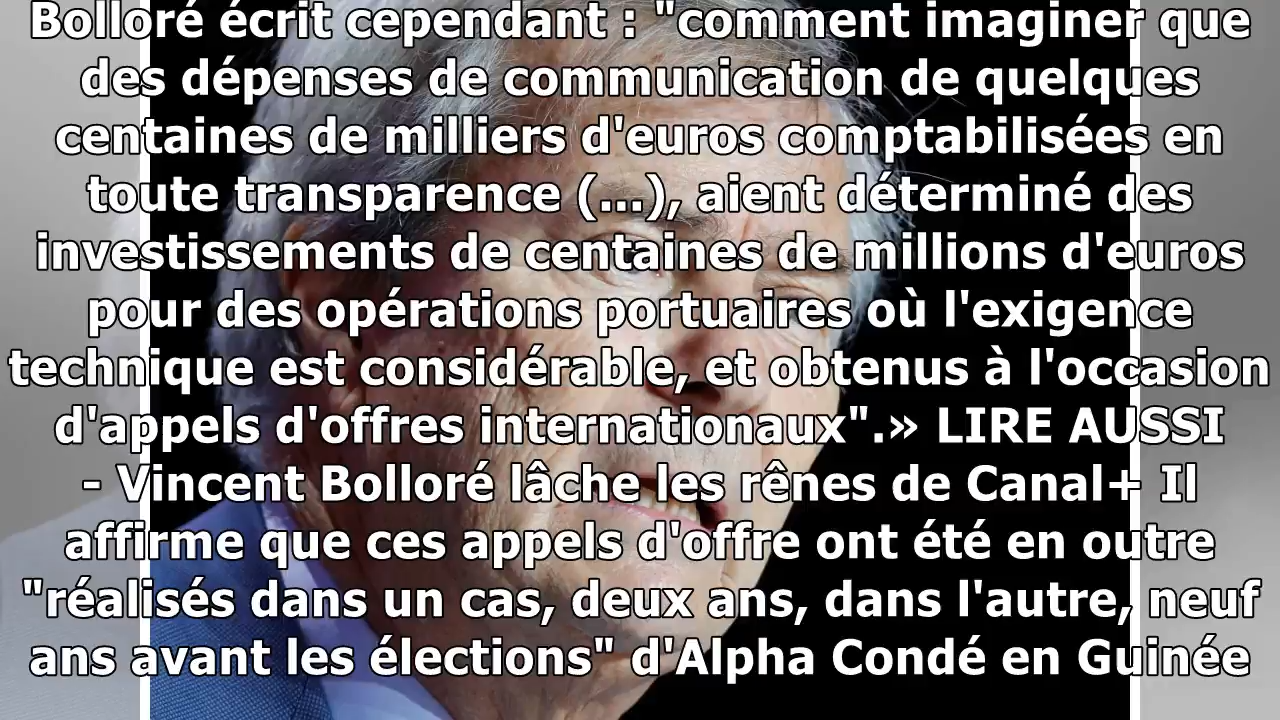 Bolloré écrit cependant : "comment imaginer que
des dépenses de communication de quelques
centaines de milliers d'euros comptabilisées en
toute transparence (...), aient déterminé des
investissements de centaines de millions d'euros
pour des opérations portuaires où l'exigence
technique est considérable, et obtenus à l'occasion
d'appels d'offres internationaux".» LIRE AUSSI
- Vincent Bolloré lâche les rênes de Canal+ Il
affirme que ces appels d'offre ont été en outre
"réalisés dans un cas, deux ans, dans l'autre, neuf
ans avant les élections" d'Alpha Condé en Guinée